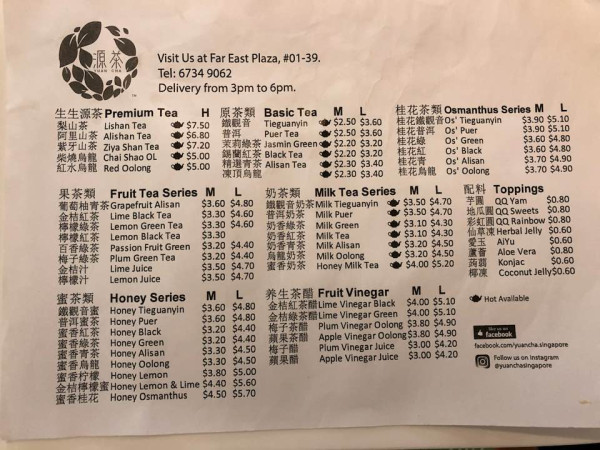 源茶
YUAN CHA
TM
Visit Us at Far East Plaza, #01-39.
Tel: 6734 9062
Delivery from 3pm to 6pm.
生生源茶 Premium Tea H
梨山茶 Lishan Tea $7.50
阿里山茶 Alishan Tea $6.80
紫牙山茶 Ziya Shan Tea $7.20
柴燒烏龍 Chai Shao OL $5.00
紅水烏龍 Red Oolong $5.00
原茶類 Basic Tea M L
鐵觀音 Tieguanyin $2.50 $3.60
普洱 Puer Tea $2.50 $3.60
茉莉綠茶 Jasmin Green $2.20 $3.20
錫蘭紅茶 Black Tea $2.20 $3.20
精選青茶 Alisan Tea $2.30 $3.40
凍頂烏龍
桂花茶類 Osmanthus Series M L
桂花鐵觀音 Os' Tieguanyin $3.90 $5.10
桂花普洱 Os' Puer $3.90 $5.10
桂花綠 Os' Green $3.60 $4.80
桂花紅 Os' Black $3.60 $4.80
桂花青 Os' Alisan $3.70 $4.90
桂花烏龍 Os' Oolong $3.70 $4.90
果茶類 Fruit Tea Series M L
葡萄柚青茶 Grapefruit Alisan $3.60 $4.80
金桔紅茶 Lime Black Tea $3.30 $4.60
檸檬綠茶 Lemon Green Tea $3.30 $4.60
檸檬紅茶 Lemon Black Tea $3.30
百香綠茶 Passion Fruit Green $3.20 $4.40
梅子綠茶 Plum Green Tea $3.20 $4.40
金桔汁 Lime Juice $3.50 $4.70
檸檬汁 Lemon Juice $3.50 $4.70
奶茶類 Milk Tea Series M L
鐵觀音奶茶 Milk Tieguanyin $3.50 $4.70
普洱奶茶 Milk Puer $3.50 $4.70
奶香綠茶 Milk Green $3.30 $4.50
奶香紅茶 Milk Tea $3.30 $4.50
奶香青茶 Milk Alisan $3.20 $4.50
烏龍奶茶 Milk Oolong $3.20 $4.40
蜜香奶茶 Honey Milk Tea $4.00 $5.20
配料 Toppings
芋圓 QQ Yam $0.80
地瓜圓 QQ Sweets $0.80
彩虹圓 QQ Rainbow $0.80
仙草凍 Herbal Jelly $0.60
愛玉 AiYu $0.60
蘆薈 Aloe Vera $0.80
蒟蒻 Konjac $0.60
椰凍 Coconut Jelly $0.60
Hot Available
蜜茶類 Honey Series M L
鐵觀音蜜 Honey Tieguanyin $3.60 $4.80
普洱蜜茶 Honey Puer $3.60 $4.80
蜜香紅茶 Honey Black $3.20 $4.40
蜜香綠茶 Honey Green $3.20 $4.40
蜜香青茶 Honey Alisan $3.30 $4.50
蜜香烏龍 Honey Oolong $3.30 $4.50
蜜香柠檬 Honey Lemon $3.80 $5.00
金桔檸檬蜜 Honey Lemon & Lime $4.40 $5.60
蜜香桂花 Honey Osmanthus $4.50 $5.70
养生茶醋 Fruit Vinegar M L
金桔紅茶醋 Lime Vinegar Black $4.00 $5.10
金桔綠茶醋 Lime Vinegar Green $4.00 $5.10
梅子茶醋 Plum Vinegar Oolong $3.80 $4.90
蘋果茶醋 Apple Vinegar Oolong $3.80 $4.90
梅子醋 Plum Vinegar Juice $3.00 $4.20
蘋果醋 Apple Vinegar Juice $3.00 $4.20
like us on
facebook
facebook.com/yuancha.singapore
Follow us on Instagram
@yuanchasingapore